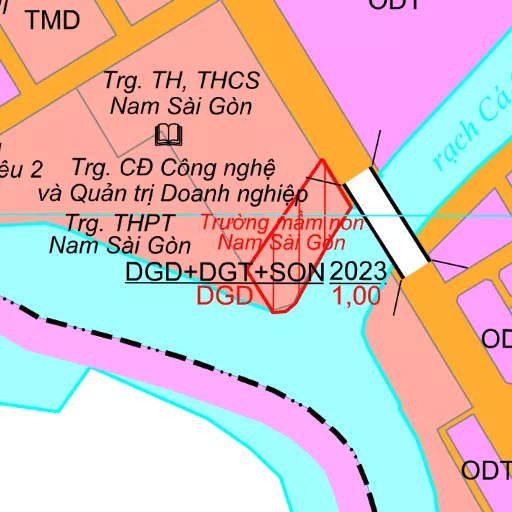 ODT
TMD
Trg. TH, THCS
Nam Sài Gòn
rạch Cả
êu 2
Trg. CĐ Công nghệ
và Quản trị Doanh nghiệp
Trg. THPT
Nam Sài Gòn
Trường mầm non
Nam Sài Gòn
DGD+DGT+SON 2023
DGD 1,00
OD
ODT